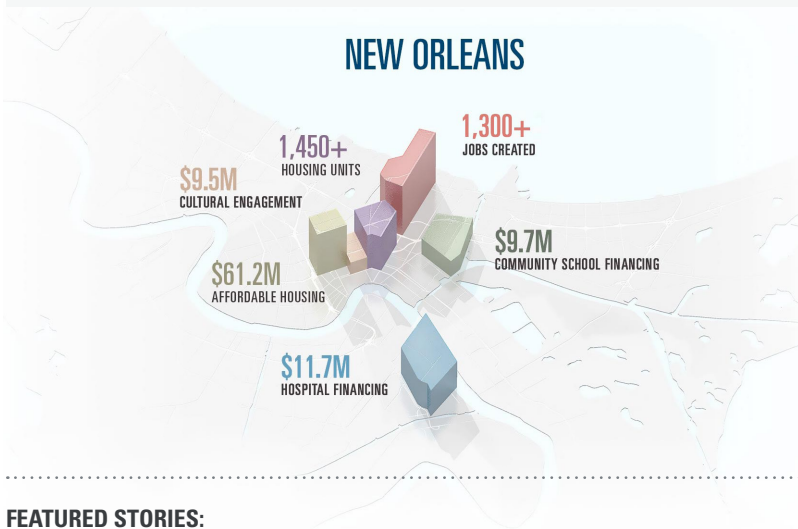 NEW ORLEANS
1,300+
JOBS CREATED
1,450+
HOUSING UNITS
$9.5M
CULTURAL ENGAGEMENT
$9.7M
COMMUNITY SCHOOL FINANCING
$61.2M
AFFORDABLE HOUSING
$11.7M
HOSPITAL FINANCING
FEATURED STORIES: